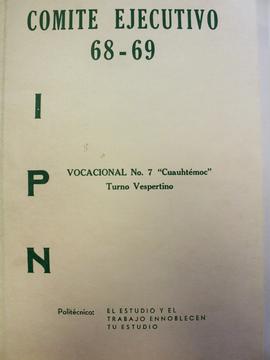 COMITE EJECUTIVO
68-69
I
P
N
VOCACIONAL No. 7 "Cuauhtémoc"
Turno Vespertino
Politécnico: EL ESTUDIO Y EL
TRABAJO ENNOBLECEN
TU ESTUDIO